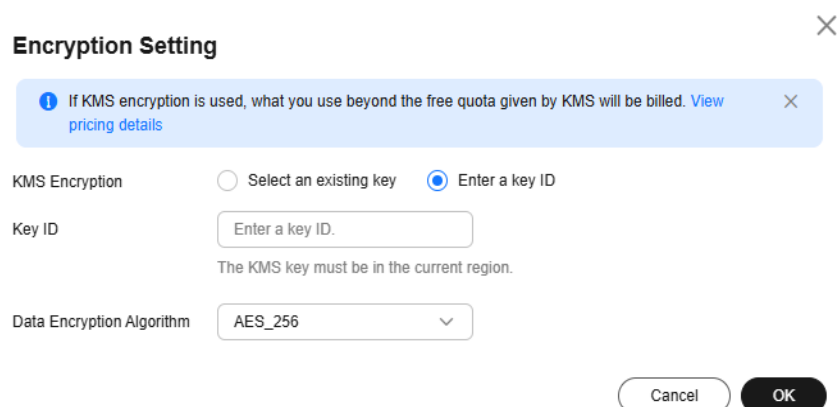 Encryption Setting
If KMS encryption is used, what you use beyond the free quota given by KMS will be billed. View
pricing details
KMS Encryption Select an existing key Enter a key ID
Key ID Enter a key ID.
The KMS key must be in the current region.
Data Encryption Algorithm AES_256
Cancel OK